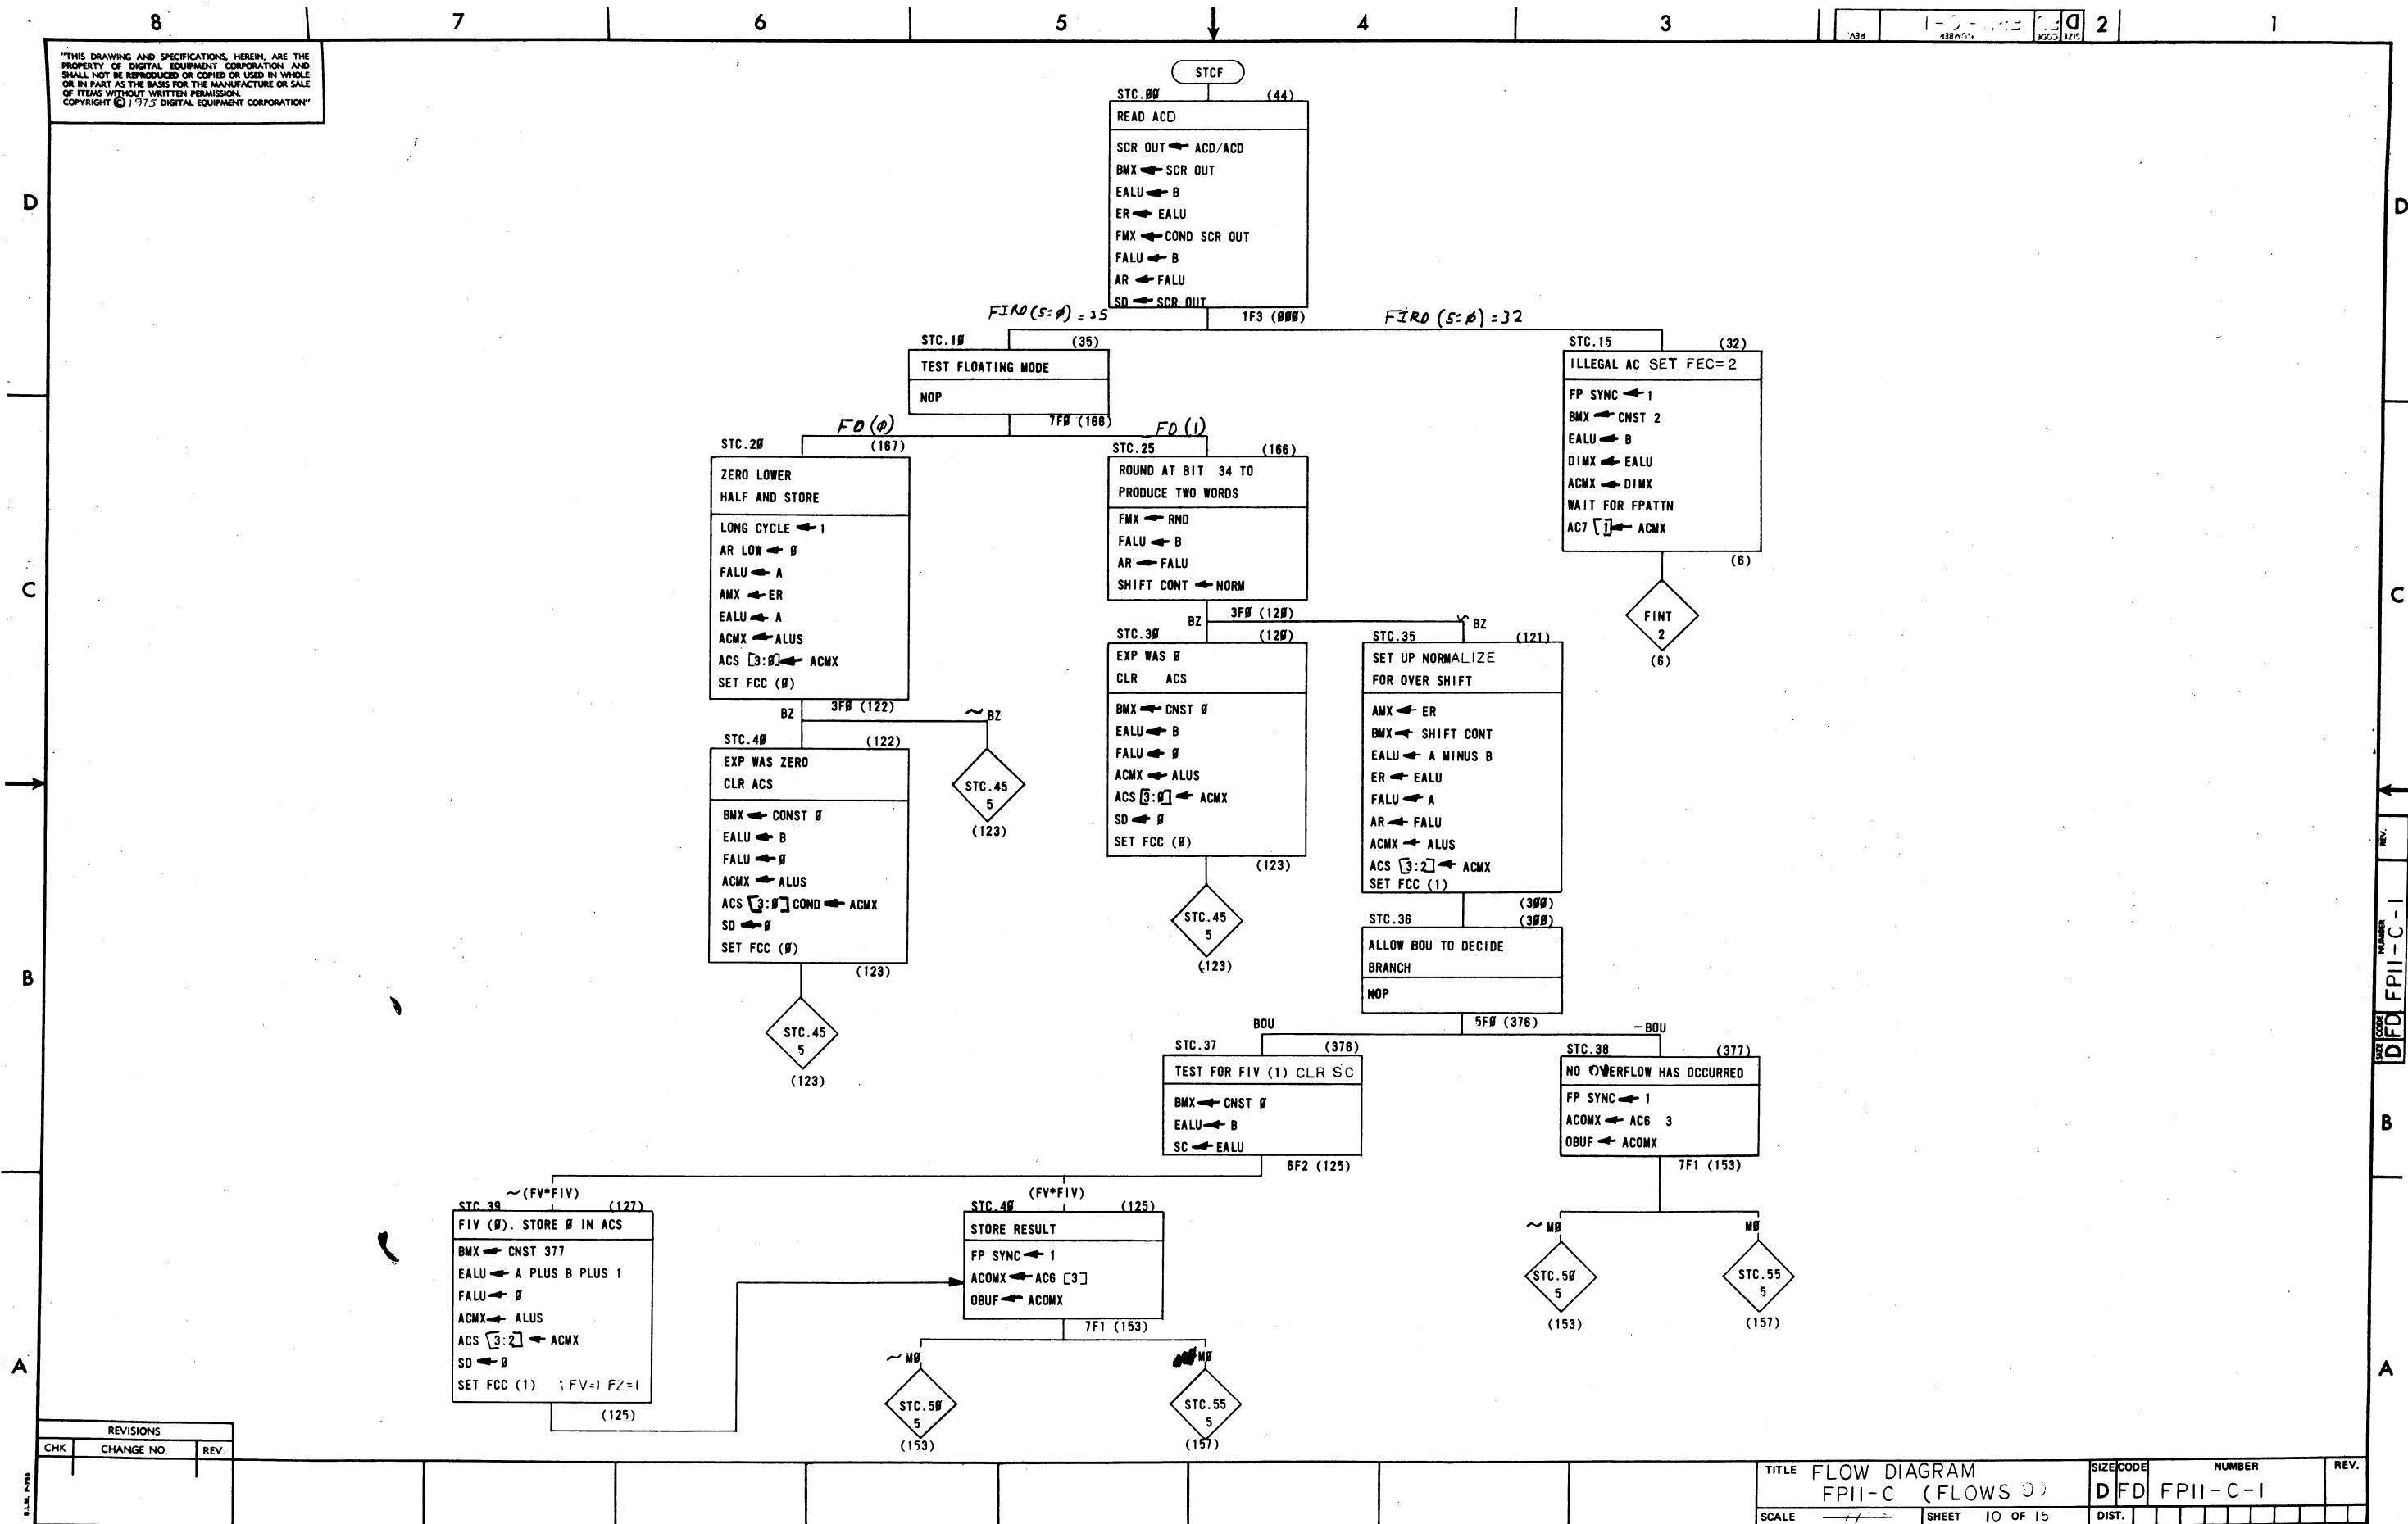 8 7 6 5 4 3 2 1
SIZE CODE NUMBER REV.
D
"THIS DRAWING AND SPECIFICATIONS, HEREIN, ARE THE
PROPERTY OF DIGITAL EQUIPMENT CORPORATION AND
SHALL NOT BE REPRODUCED OR COPIED OR USED IN WHOLE
OR IN PART AS THE BASIS FOR THE MANUFACTURE OR SALE
OF ITEMS WITHOUT WRITTEN PERMISSION.
COPYRIGHT © 1975 DIGITAL EQUIPMENT CORPORATION"
STCF
STC.00 (44)
READ ACD
SCR OUT ← ACD/ACD
BMX ← SCR OUT
EALU ← B
ER ← EALU
FMX ← COND SCR OUT
FALU ← B
AR ← FALU
SD ← SCR OUT
1F3 (000)
D D
FIRD (5:0) = 35
FIRD (5:0) = 32
STC.10 (35)
TEST FLOATING MODE
NOP
7F0 (166)
STC.15 (32)
ILLEGAL AC SET FEC=2
FP SYNC ← 1
BMX ← CNST 2
EALU ← B
DIMX ← EALU
ACMX ← DIMX
WAIT FOR FPATTN
AC7 [1] ← ACMX
(6)
FINT
2
(6)
FD (0)
FD (1)
STC.20 (167)
ZERO LOWER
HALF AND STORE
LONG CYCLE ← 1
AR LOW ← 0
FALU ← A
AMX ← ER
EALU ← A
ACMX ← ALUS
ACS [3:0] ← ACMX
SET FCC (0)
3F0 (122)
BZ
~ BZ
STC.25 (166)
ROUND AT BIT 34 TO
PRODUCE TWO WORDS
FMX ← RND
FALU ← B
AR ← FALU
SHIFT CONT ← NORM
3F0 (120)
BZ
~ BZ
C C
STC.30 (120)
EXP WAS 0
CLR ACS
BMX ← CNST 0
EALU ← B
FALU ← 0
ACMX ← ALUS
ACS [3:0] ← ACMX
SD ← 0
SET FCC (0)
(123)
STC.45
5
(123)
STC.35 (121)
SET UP NORMALIZE
FOR OVER SHIFT
AMX ← ER
BMX ← SHIFT CONT
EALU ← A MINUS B
ER ← EALU
FALU ← A
AR ← FALU
ACMX ← ALUS
ACS [3:2] ← ACMX
SET FCC (1)
(300)
STC.40 (122)
EXP WAS ZERO
CLR ACS
BMX ← CONST 0
EALU ← B
FALU ← 0
ACMX ← ALUS
ACS [3:0] COND ← ACMX
SD ← 0
SET FCC (0)
(123)
STC.45
5
(123)
STC.45
5
(123)
STC.36 (300)
ALLOW BOU TO DECIDE
BRANCH
NOP
5F0 (376)
BOU
-BOU
B B
STC.37 (376)
TEST FOR FIV (1) CLR SC
BMX ← CNST 0
EALU ← B
SC ← EALU
6F2 (125)
STC.38 (377)
NO OVERFLOW HAS OCCURRED
FP SYNC ← 1
ACOMX ← AC6 3
OBUF ← ACOMX
7F1 (153)
~ (FV*FIV)
(FV*FIV)
STC.39 (127)
FIV (0). STORE 0 IN ACS
BMX ← CNST 377
EALU ← A PLUS B PLUS 1
FALU ← 0
ACMX ← ALUS
ACS [3:2] ← ACMX
SD ← 0
SET FCC (1) ; FV=1 FZ=1
(125)
STC.40 (125)
STORE RESULT
FP SYNC ← 1
ACOMX ← AC6 [3]
OBUF ← ACOMX
7F1 (153)
~ M0
M0
STC.50
5
(153)
STC.55
5
(157)
~ M0
M0
STC.50
5
(153)
STC.55
5
(157)
A A
REV.
NUMBER
FP11-C-1
SIZE CODE
D FD
REVISIONS
CHK CHANGE NO. REV.
TITLE FLOW DIAGRAM
FP11-C (FLOWS
SIZE CODE NUMBER REV.
D FD FP11-C-1
SCALE SHEET 10 OF 15 DIST.